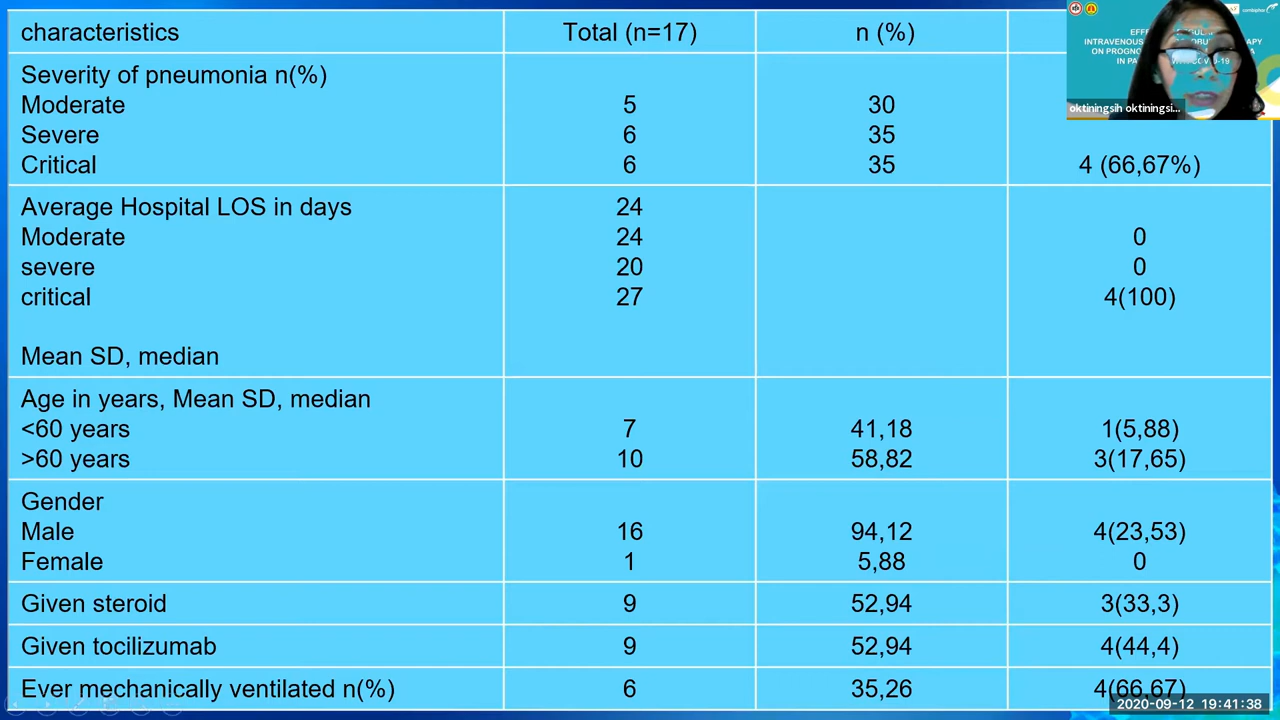 characteristics Total (n=17) n (%)
Severity of pneumonia n(%)
Moderate 5 30
Severe 6 35
Critical 6 35 4 (66,67%)
Average Hospital LOS in days 24
Moderate 24 0
severe 20 0
critical 27 4(100)
Mean SD, median
Age in years, Mean SD, median
<60 years 7 41,18 1(5,88)
>60 years 10 58,82 3(17,65)
Gender
Male 16 94,12 4(23,53)
Female 1 5,88 0
Given steroid 9 52,94 3(33,3)
Given tocilizumab 9 52,94 4(44,4)
Ever mechanically ventilated n(%) 6 35,26 4(66,67)
INTRAVENOUS
ON
IN
oktiningsih oktiningsi...
2020-09-12 19:41:38